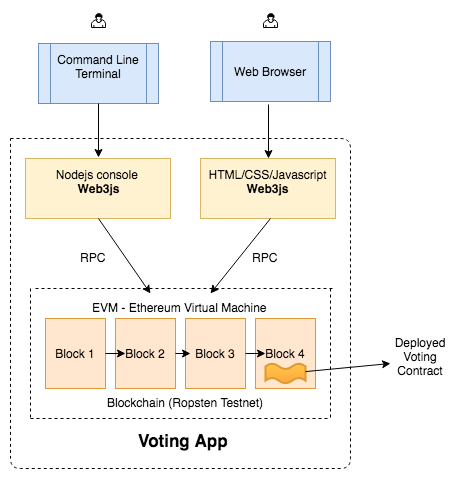 Command Line
Terminal
Web Browser
Nodejs console
Web3js
HTML/CSS/Javascript
Web3js
RPC
RPC
EVM - Ethereum Virtual Machine
Block 1
Block 2
Block 3
Block 4
Deployed
Voting
Contract
Blockchain (Ropsten Testnet)
Voting App